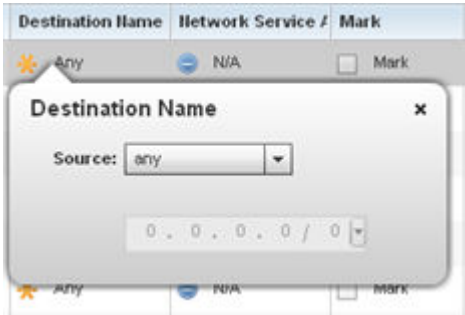 Destination Name Network Service A Mark
Any N/A Mark
Destination Name ×
Source: any
0 . 0 . 0 . 0 / 0
Any N/A Mark